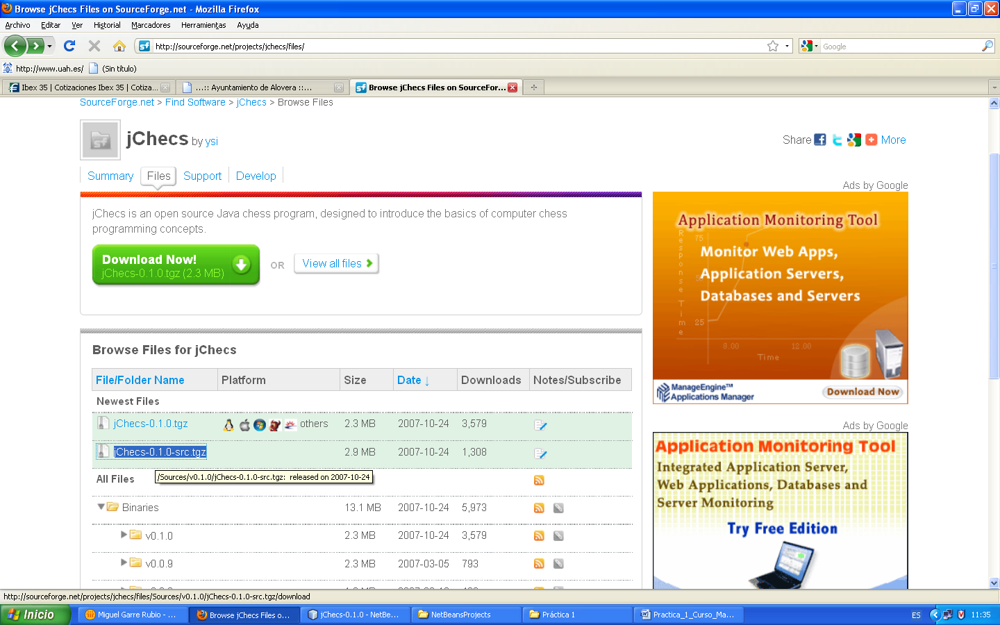 Browse jChecs Files on SourceForge.net - Mozilla Firefox
Archivo Editar Ver Historial Marcadores Herramientas Ayuda
http://sourceforge.net/projects/jchecs/files/
Google
http://www.uah.es/ (Sin título)
Ibex 35 | Cotizaciones Ibex 35 | Cotiza...
...:: Ayuntamiento de Alovera ::...
Browse jChecs Files on SourceFor...
SourceForge.net > Find Software > jChecs > Browse Files
jChecs by ysi
Share More
Summary Files Support Develop
jChecs is an open source Java chess program, designed to introduce the basics of computer chess
programming concepts.
Download Now!
jChecs-0.1.0.tgz (2.3 MB)
OR
View all files
Browse Files for jChecs
File/Folder Name Platform Size Date ↓ Downloads Notes/Subscribe
Newest Files
jChecs-0.1.0.tgz others 2.3 MB 2007-10-24 3,579
jChecs-0.1.0-src.tgz 2.9 MB 2007-10-24 1,308
All Files
/Sources/v0.1.0/jChecs-0.1.0-src.tgz: released on 2007-10-24
Binaries 13.1 MB 2007-10-24 5,973
v0.1.0 2.3 MB 2007-10-24 3,579
v0.0.9 2.3 MB 2007-03-05 793
Ads by Google
Application Monitoring Tool
Monitor Web Apps,
Application Servers,
Databases and Servers
Response Time
75
25
8.00 12.00
Time
ManageEngine™
Applications Manager
Download Now
Ads by Google
Application Monitoring Tool
Integrated Application Server,
Web Applications, Databases and
Server Monitoring
Try Free Edition
http://sourceforge.net/projects/jchecs/files/Sources/v0.1.0/jChecs-0.1.0-src.tgz/download
Inicio
Miguel Garre Rubio - ...
Browse jChecs Files o...
jChecs-0.1.0 - NetBe...
NetBeansProjects
Práctica 1
Practica_1_Curso_Ma...
ES
11:35